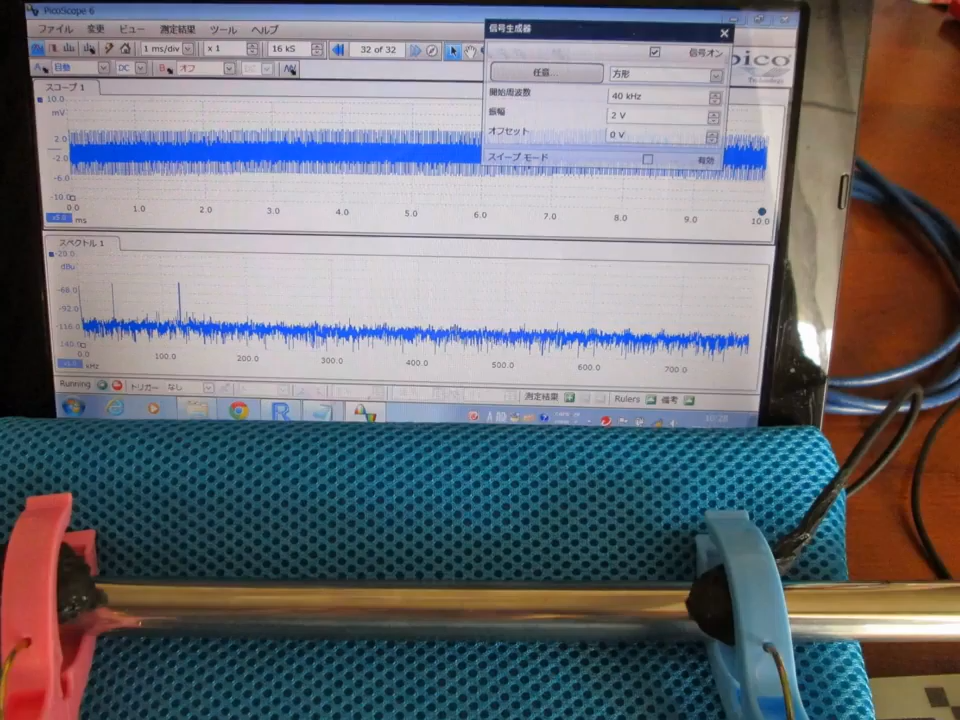 PicoScope 6
ファイル 変更 ビュー 測定結果 ツール ヘルプ
1 ms/div x 1 16 kS 32 of 32
A 自動 DC B オフ DC
信号生成器
信号オン
任意... 方形
開始周波数 40 kHz
振幅 2 V
オフセット 0 V
スイープ モード 有効
pico
Technology
スコープ 1
10.0
mV
2.0
-2.0
-6.0
-10.0
0.0 1.0 2.0 3.0 4.0 5.0 6.0 7.0 8.0 9.0 10.0
x5.0 ms
スペクトル 1
-20.0
dBu
-68.0
-92.0
-116.0
-140.0
0.0 100.0 200.0 300.0 400.0 500.0 600.0 700.0
x1.0 kHz
Running トリガー なし 測定結果 Rulers 備考